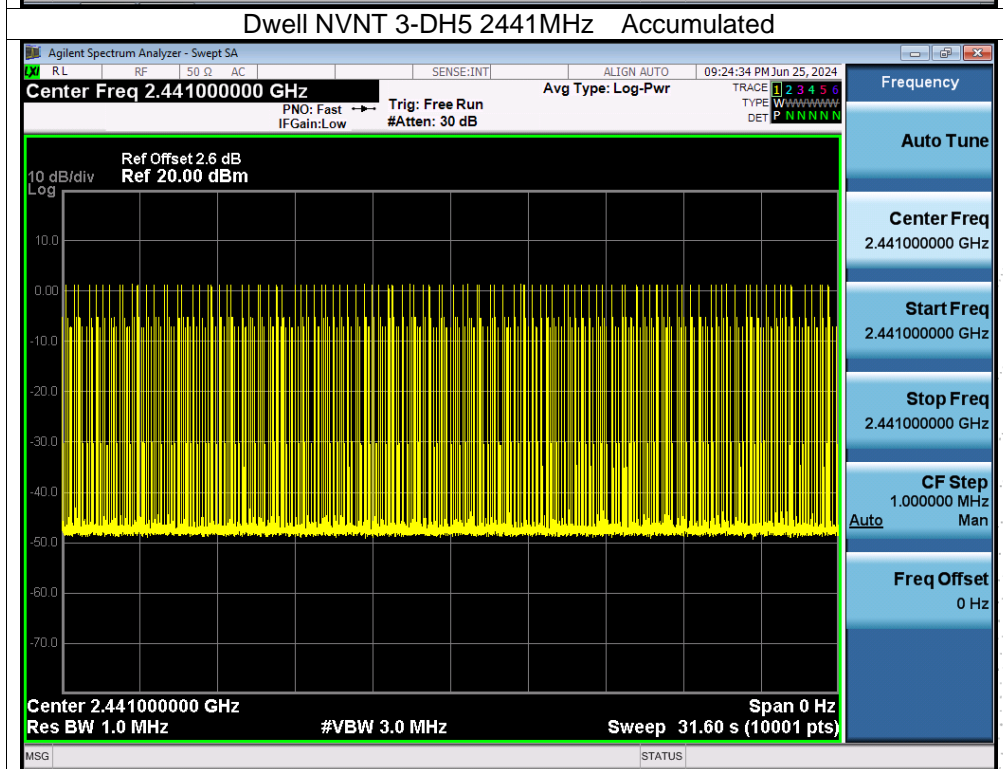 Dwell NVNT 3-DH5 2441MHz    Accumulated
Agilent Spectrum Analyzer - Swept SA
LXI RL RF 50 Ω AC SENSE:INT ALIGN AUTO 09:24:34 PM Jun 25, 2024
Center Freq 2.441000000 GHz
PNO: Fast
IFGain:Low
Trig: Free Run
#Atten: 30 dB
Avg Type: Log-Pwr
TRACE 1 2 3 4 5 6
TYPE WWWWWWW
DET P N N N N N
Ref Offset 2.6 dB
10 dB/div Ref 20.00 dBm
Log
10.0
0.00
-10.0
-20.0
-30.0
-40.0
-50.0
-60.0
-70.0
Center 2.441000000 GHz Span 0 Hz
Res BW 1.0 MHz #VBW 3.0 MHz Sweep 31.60 s (10001 pts)
MSG STATUS
Frequency
Auto Tune
Center Freq
2.441000000 GHz
Start Freq
2.441000000 GHz
Stop Freq
2.441000000 GHz
CF Step
1.000000 MHz
Auto Man
Freq Offset
0 Hz